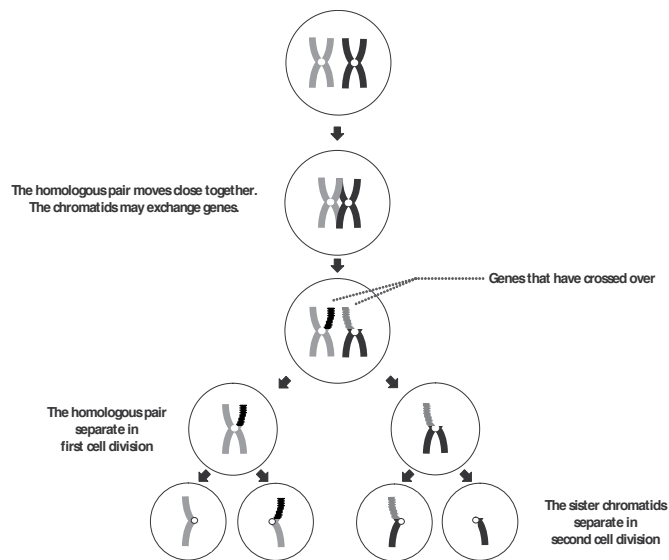 The homologous pair moves close together.
The chromatids may exchange genes.
Genes that have crossed over
The homologous pair
separate in
first cell division
The sister chromatids
separate in
second cell division